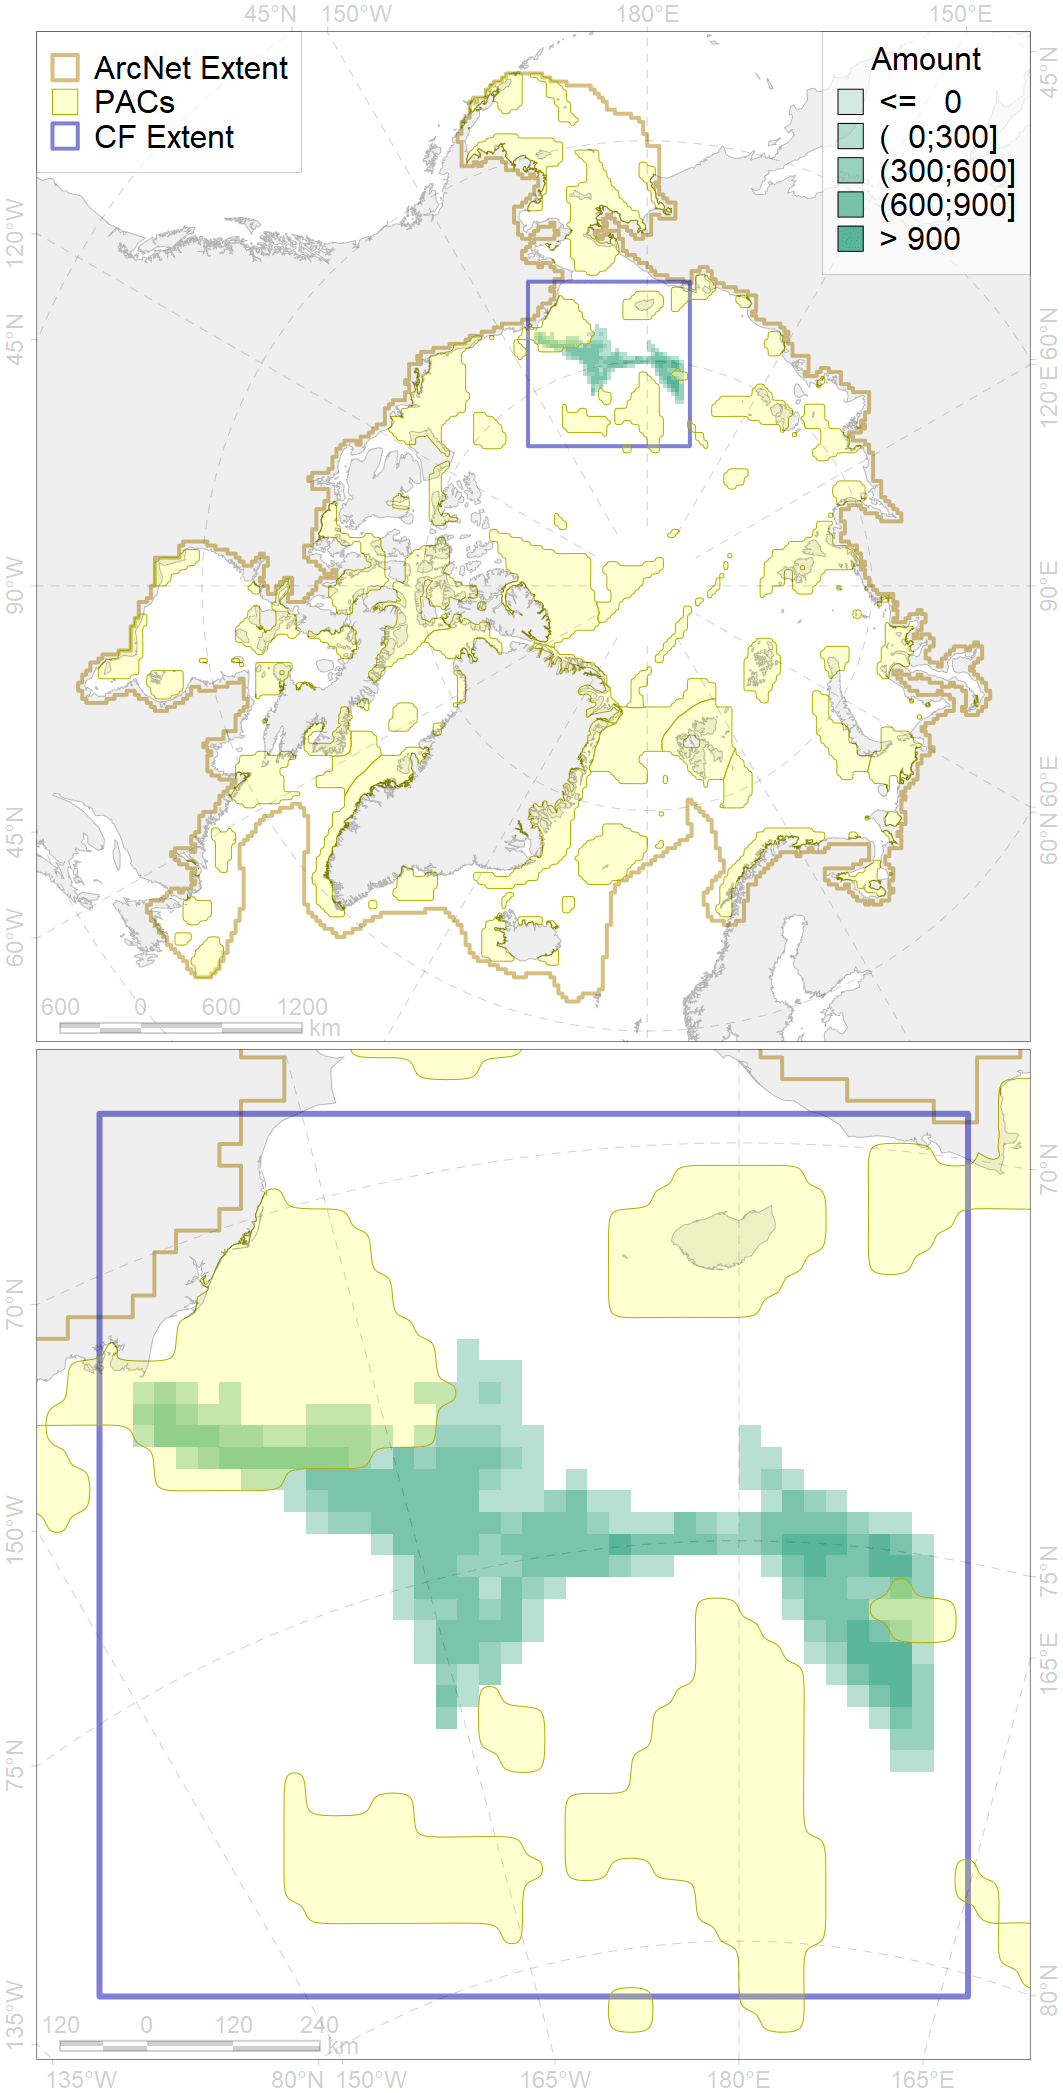 45°N 150°W 180°E 150°E
ArcNet Extent
PACs
CF Extent
Amount
<= 0
( 0;300]
(300;600]
(600;900]
> 900
120°W
45°N
90°W
45°N
60°W
45°N
60°N
120°E
90°E
60°E
60°N
600 0 600 1200
km
70°N
150°W
75°N
135°W
70°N
75°N
165°E
80°N
120 0 120 240
km
135°W 80°N 150°W 165°W 180°E 165°E